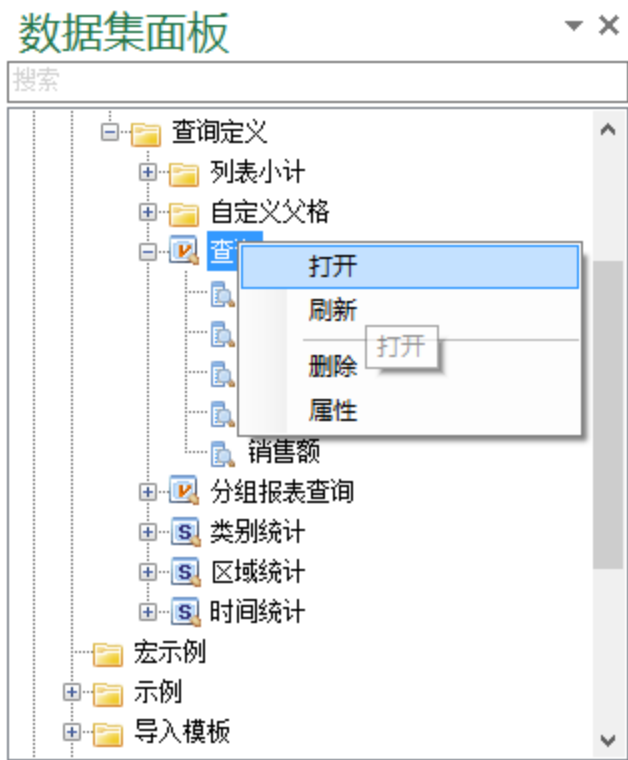 数据集面板
搜索
查询定义
列表小计
自定义父格
查
打开
刷新
打开
删除
属性
销售额
分组报表查询
类别统计
区域统计
时间统计
宏示例
示例
导入模板